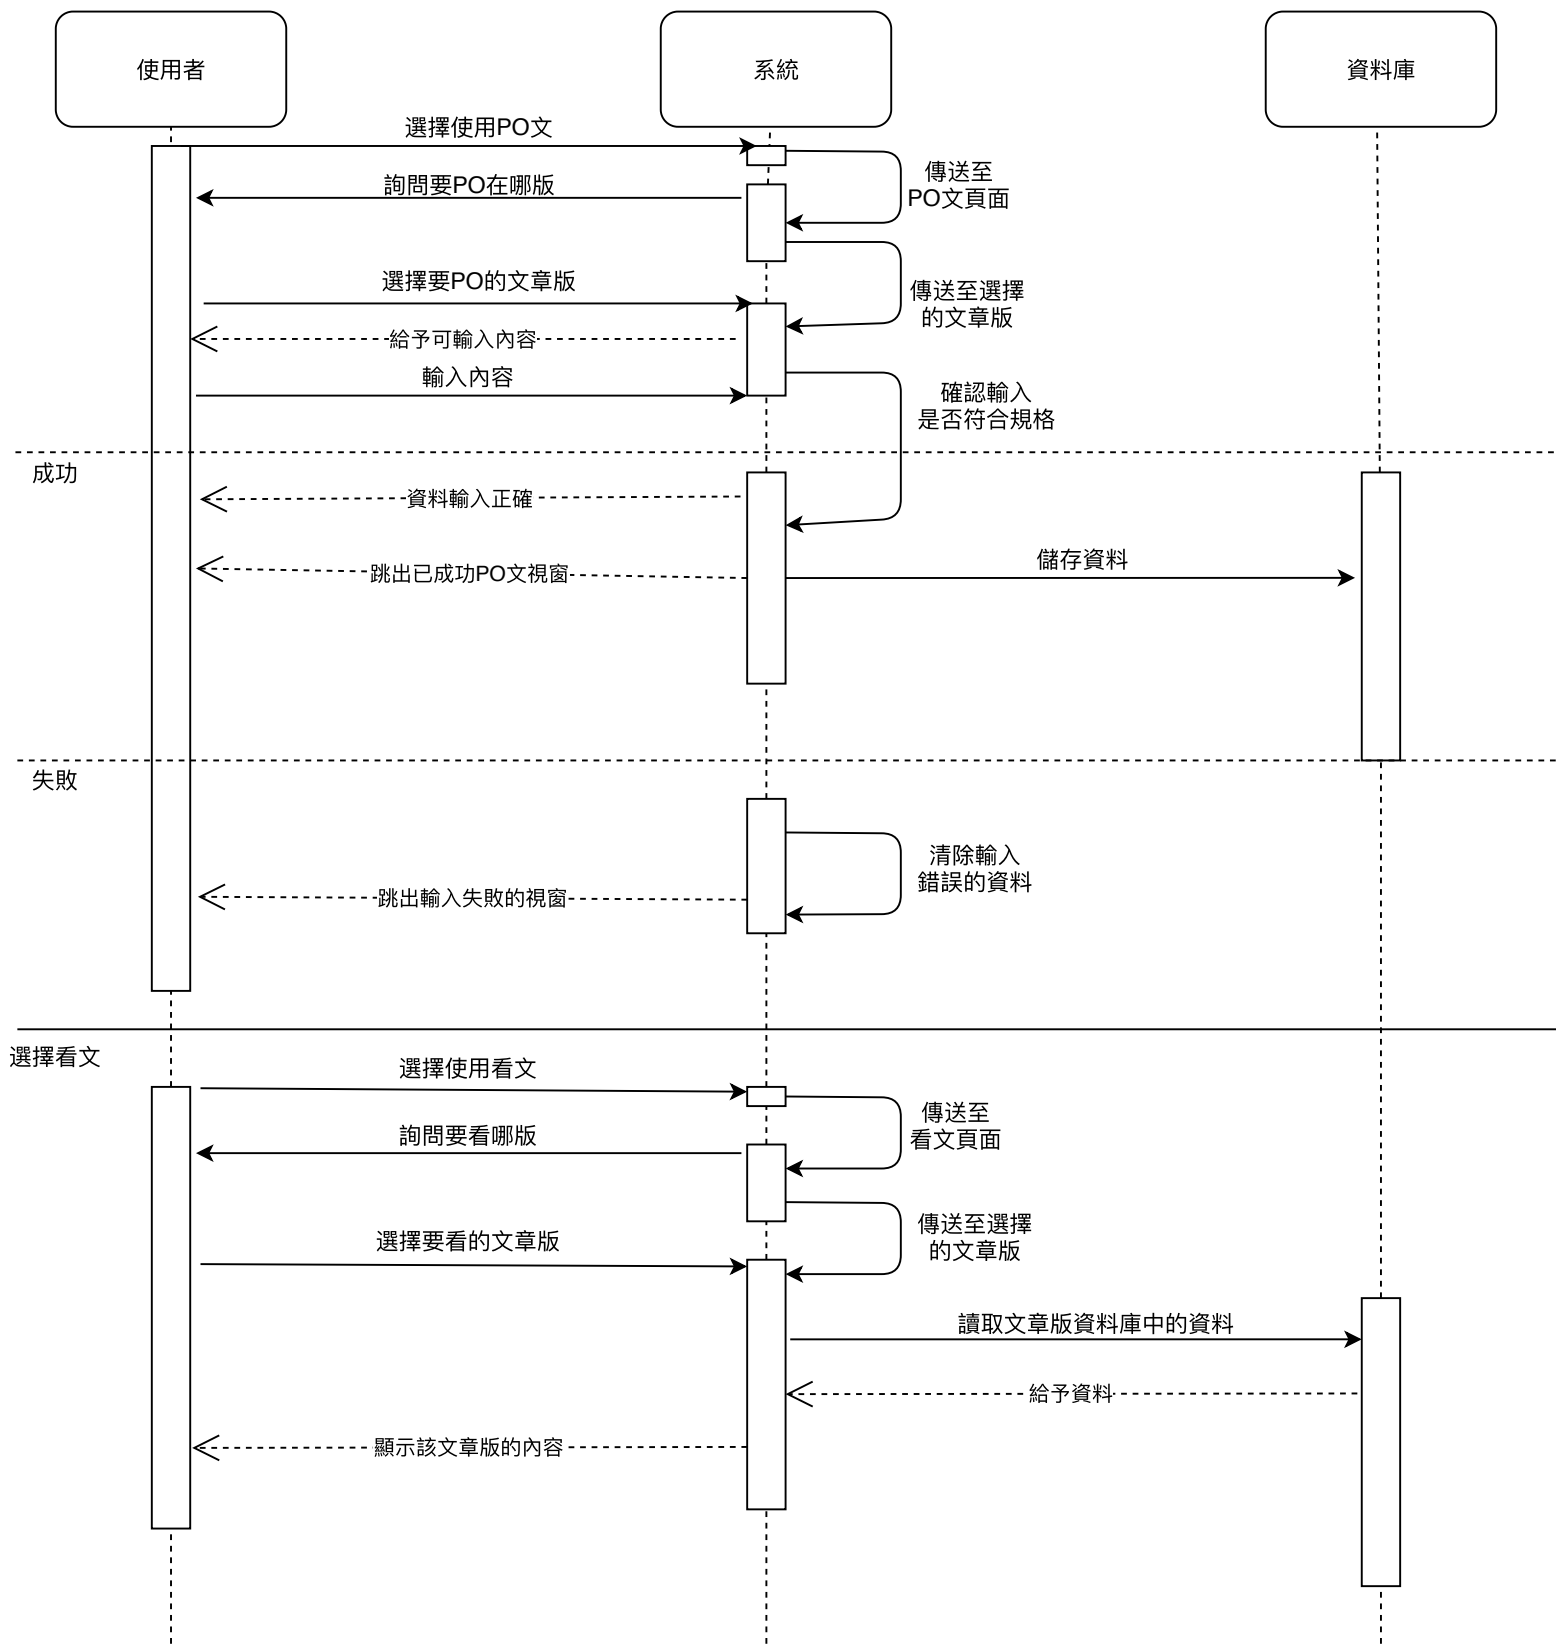 使用者
系統
資料庫
選擇使用PO文
傳送至
PO文頁面
詢問要PO在哪版
選擇要PO的文章版
傳送至選擇
的文章版
給予可輸入內容
輸入內容
確認輸入
是否符合規格
成功
資料輸入正確
跳出已成功PO文視窗
儲存資料
失敗
清除輸入
錯誤的資料
跳出輸入失敗的視窗
選擇看文
選擇使用看文
傳送至
看文頁面
詢問要看哪版
傳送至選擇
的文章版
選擇要看的文章版
讀取文章版資料庫中的資料
給予資料
顯示該文章版的內容